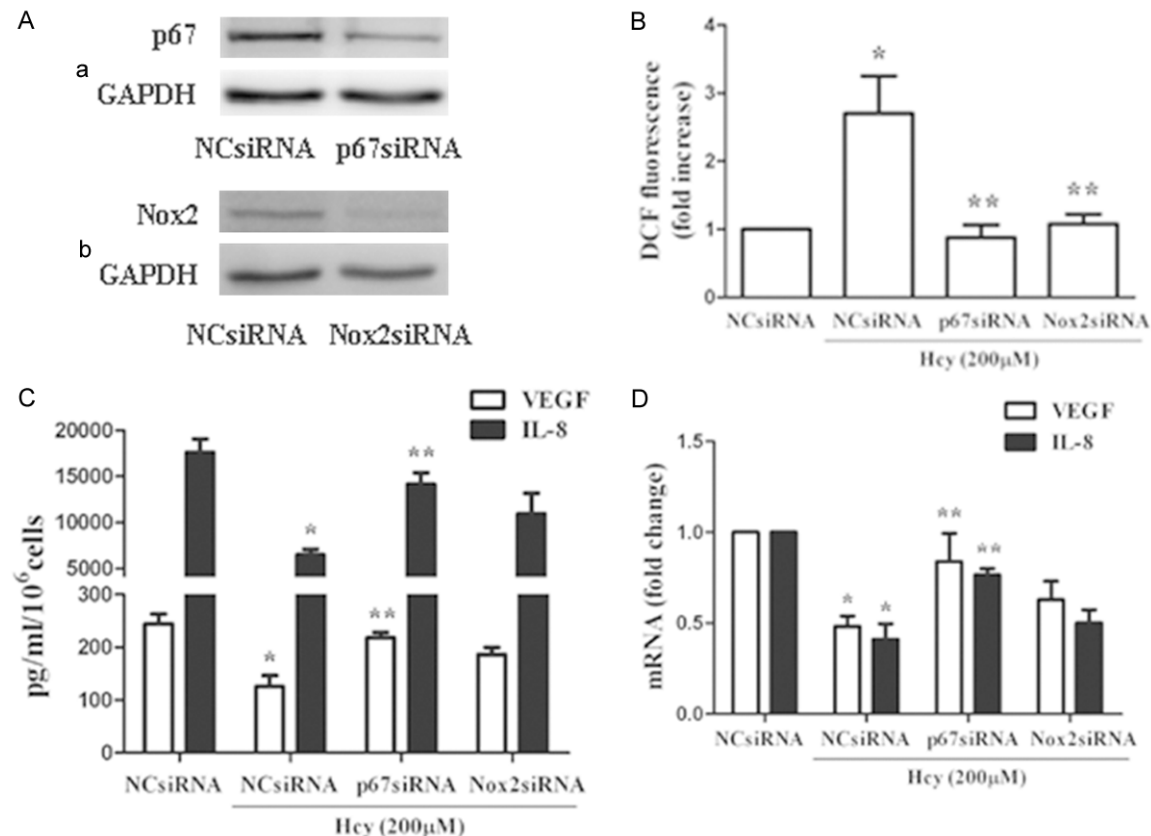 A
p67
a
GAPDH
NCsiRNA p67siRNA
Nox2
b
GAPDH
NCsiRNA Nox2siRNA
B
DCF fluorescence
(fold increase)
4
3
2
1
0
*
**
**
NCsiRNA NCsiRNA p67siRNA Nox2siRNA
Hcy (200μM)
C
VEGF
IL-8
pg/ml/10⁶cells
20000
15000
10000
5000
300
200
100
0
**
*
**
*
NCsiRNA NCsiRNA p67siRNA Nox2siRNA
Hcy (200μM)
D
VEGF
IL-8
mRNA (fold change)
1.5
1.0
0.5
0.0
**
**
*
*
NCsiRNA NCsiRNA p67siRNA Nox2siRNA
Hcy (200μM)